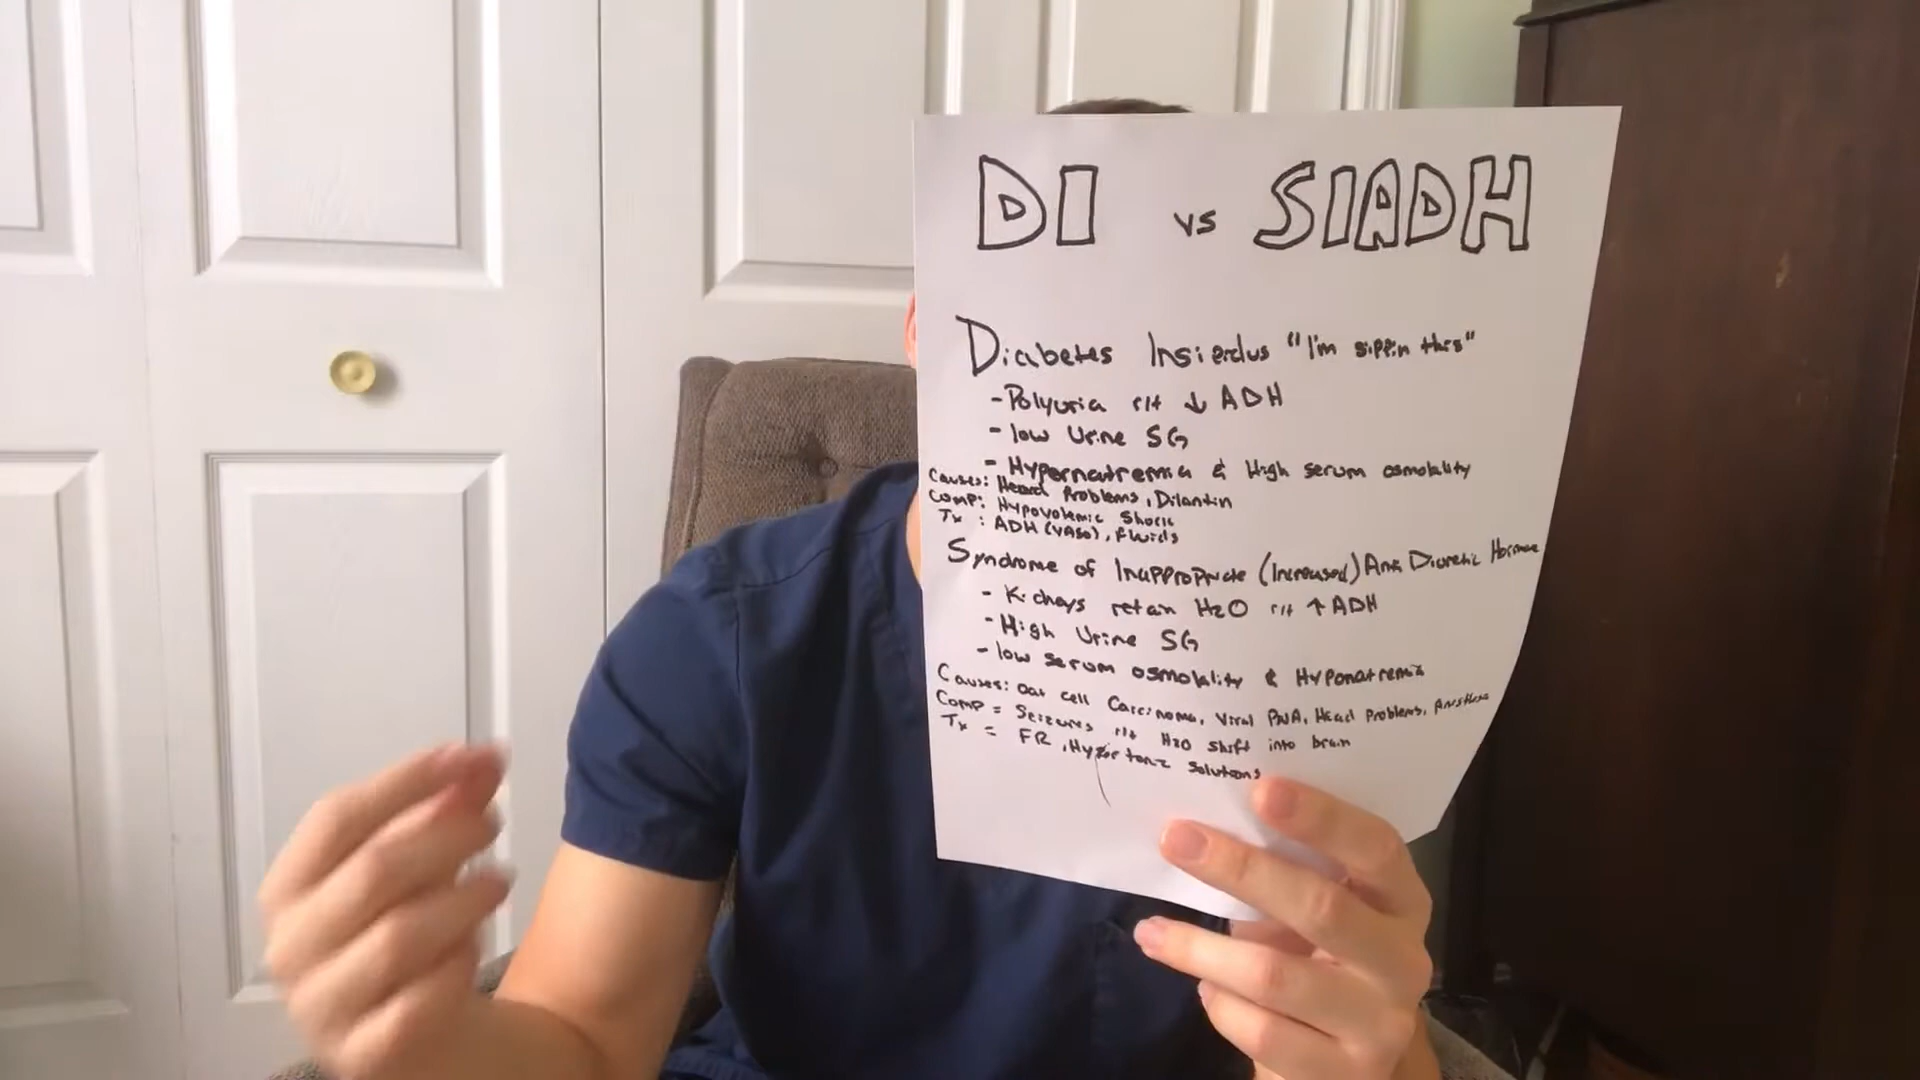 DI vs SIADH
Diabetes Insipidus "I'm sippin this"
- Polyuria r/t ↓ ADH
- low Urine SG
- Hypernatremia & High serum osmolality
Causes: Head Problems, Dilantin
Comp: Hypovolemic Shock
Tx : ADH (VASO), fluids
Syndrome of Inappropriate (Increased) Anti Diuretic Hormone
- Kidneys retain H2O r/t ↑ ADH
- High Urine SG
- low serum osmolality & Hyponatremia
Causes: oat cell Carcinoma, Viral PNA, Head Problems,
Comp = Seizures r/t H2O shift into brain
Tx = FR, Hypertonic Solutions